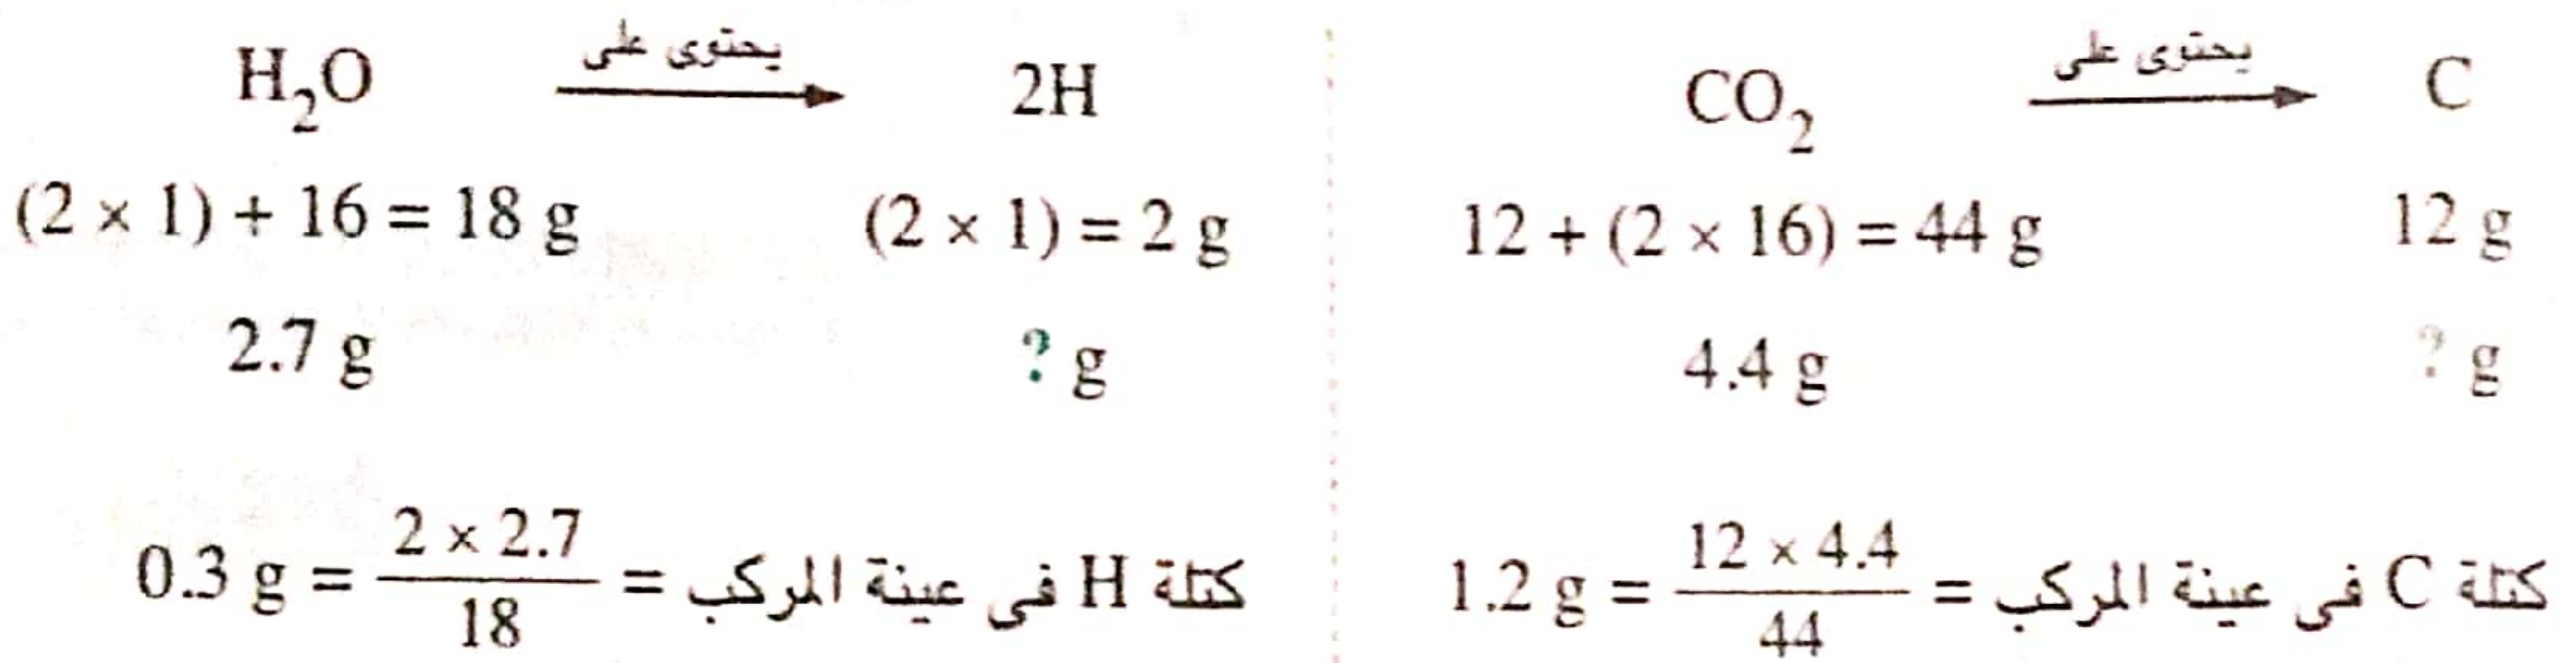 CO₂ يحتوى على C
12 + (2 × 16) = 44 g 12 g
4.4 g ? g
1.2 g = \frac{12 × 4.4}{44} = كتلة C فى عينة المركب
H₂O يحتوى على 2H
(2 × 1) + 16 = 18 g (2 × 1) = 2 g
2.7 g ? g
0.3 g = \frac{2 × 2.7}{18} = كتلة H فى عينة المركب